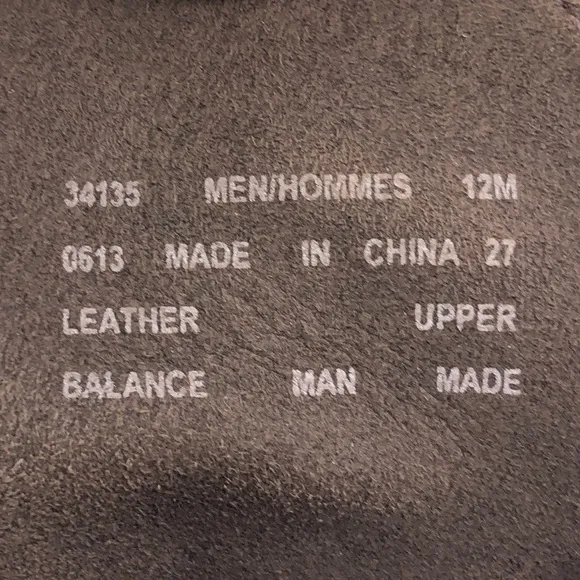 34135 MEN/HOMMES 12M
0613 MADE IN CHINA 27
LEATHER UPPER
BALANCE MAN MADE